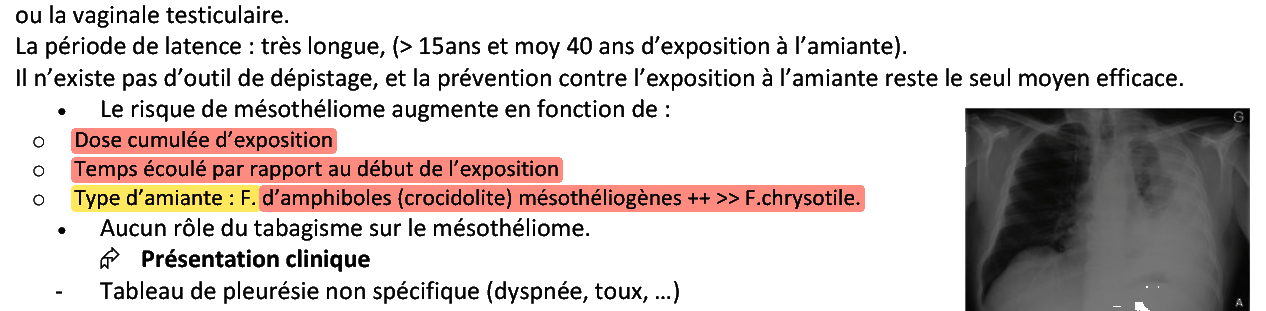 ou la vaginale testiculaire.
La période de latence : très longue, (> 15ans et moy 40 ans d’exposition à l’amiante).
Il n’existe pas d’outil de dépistage, et la prévention contre l’exposition à l’amiante reste le seul moyen efficace.
• Le risque de mésothéliome augmente en fonction de :
o Dose cumulée d’exposition
o Temps écoulé par rapport au début de l’exposition
o Type d’amiante : F. d’amphiboles (crocidolite) mésothéliogènes ++ >> F.chrysotile.
• Aucun rôle du tabagisme sur le mésothéliome.
Présentation clinique
- Tableau de pleurésie non spécifique (dyspnée, toux, …)
G
A